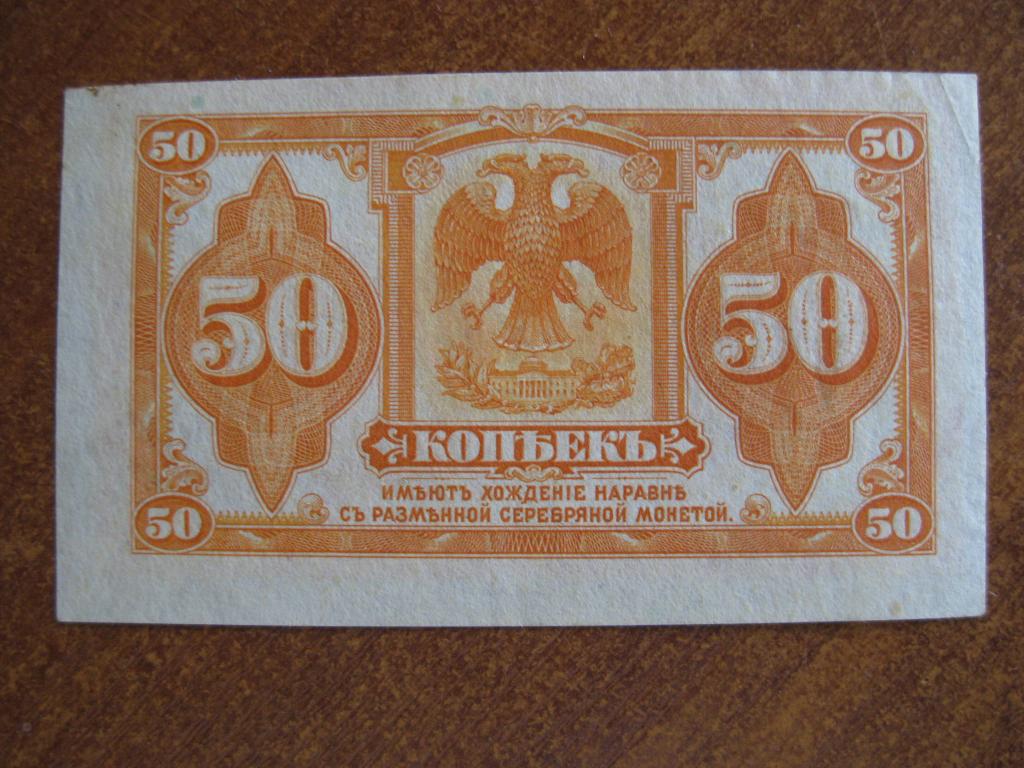 50 50
50 50
КОПѢЕКЪ
ИМѢЮТЪ ХОЖДЕНІЕ НАРАВНѢ
СЪ РАЗМѢННОЙ СЕРЕБРЯНОЙ МОНЕТОЙ.
50 50